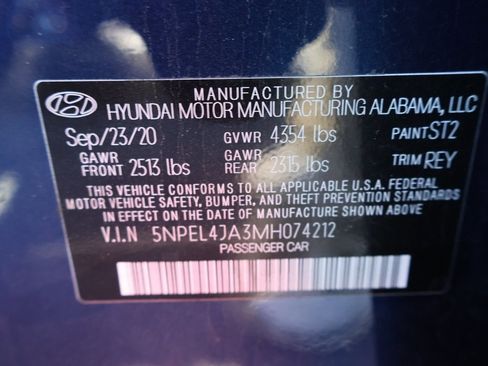 MANUFACTURED BY
HYUNDAI MOTOR MANUFACTURING ALABAMA, LLC
Sep/23/20 GVWR 4354 lbs PAINT ST2
GAWR FRONT 2513 lbs GAWR REAR 2315 lbs TRIM REY
THIS VEHICLE CONFORMS TO ALL APPLICABLE U.S.A. FEDERAL
MOTOR VEHICLE SAFETY, BUMPER, AND THEFT PREVENTION
STANDARDS IN EFFECT ON THE DATE OF MANUFACTURE SHOWN ABOVE.
V.I.N 5NPEL4JA3MH074212
PASSENGER CAR